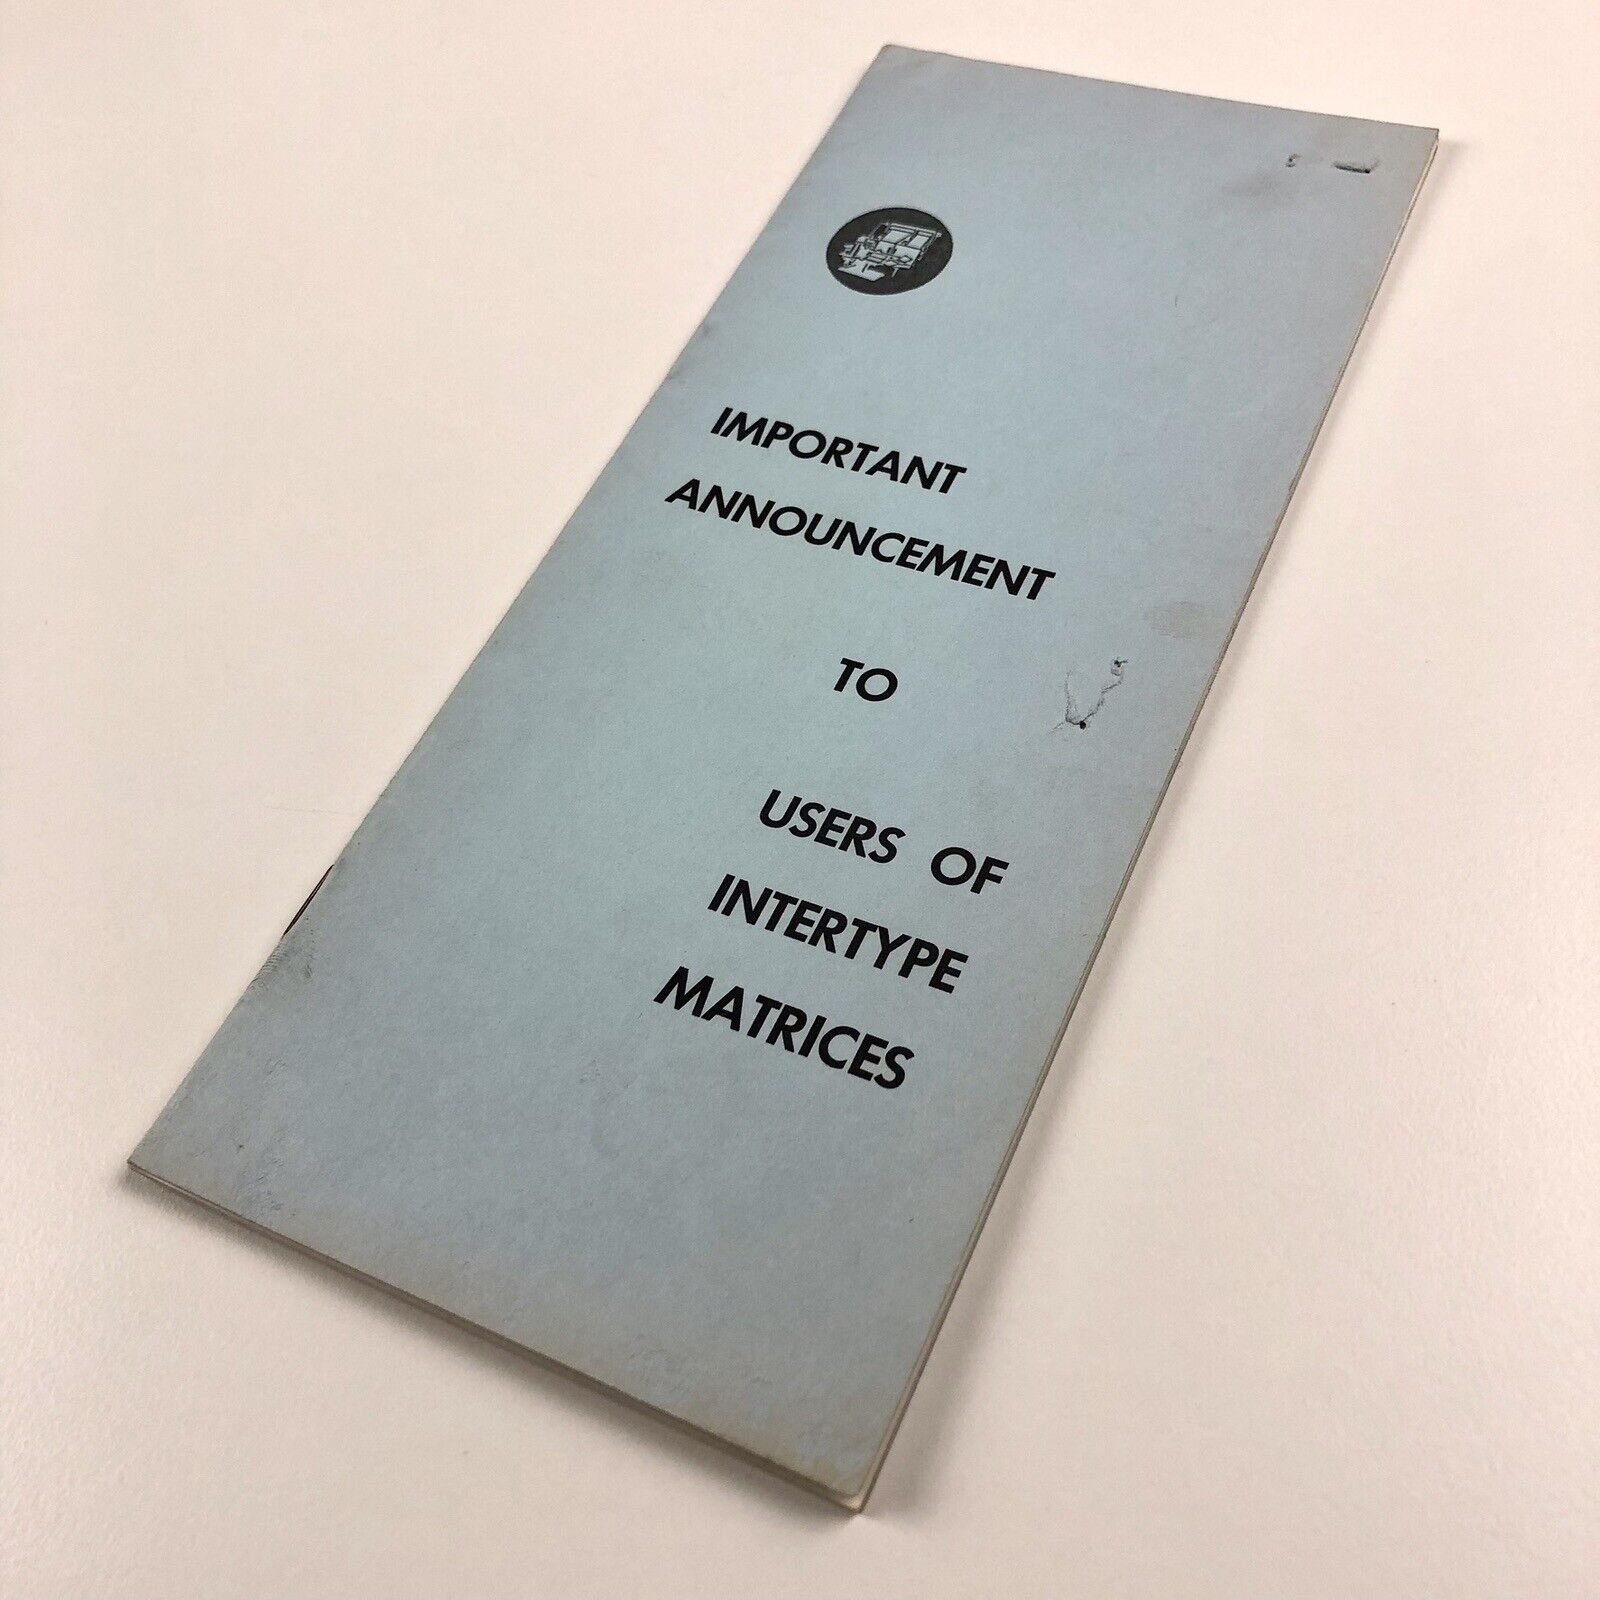 IMPORTANT
ANNOUNCEMENT
TO
USERS OF
INTERTYPE
MATRICES